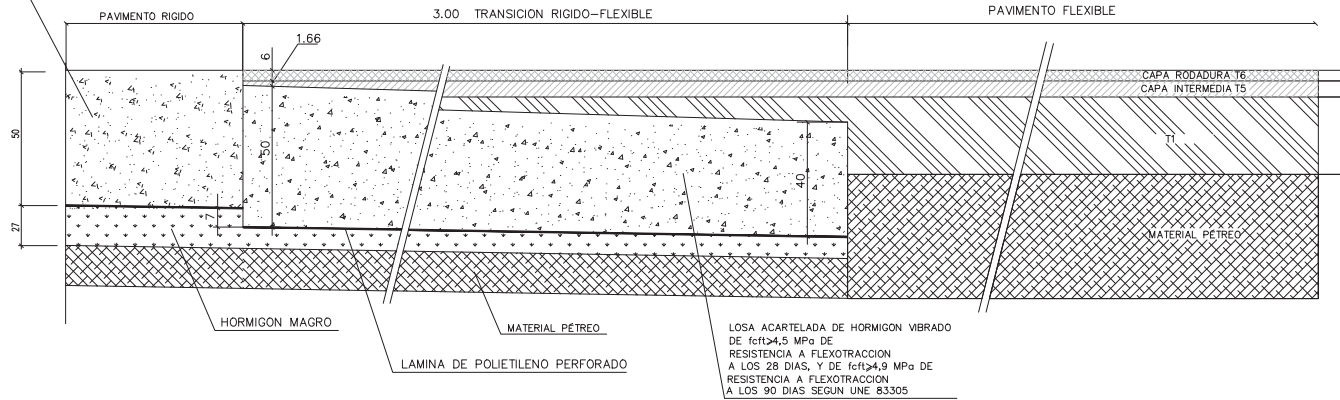 PAVIMENTO RIGIDO
3.00 TRANSICION RIGIDO-FLEXIBLE
PAVIMENTO FLEXIBLE
1.66
6
CAPA RODADURA T6
CAPA INTERMEDIA T5
50
50
T1
40
7
27
MATERIAL PÉTREO
HORMIGON MAGRO
MATERIAL PÉTREO
LAMINA DE POLIETILENO PERFORADO
LOSA ACARTELADA DE HORMIGON VIBRADO
DE fcft≥4,5 MPa DE
RESISTENCIA A FLEXOTRACCION
A LOS 28 DIAS, Y DE fcft≥4,9 MPa DE
RESISTENCIA A FLEXOTRACCION
A LOS 90 DIAS SEGUN UNE 83305